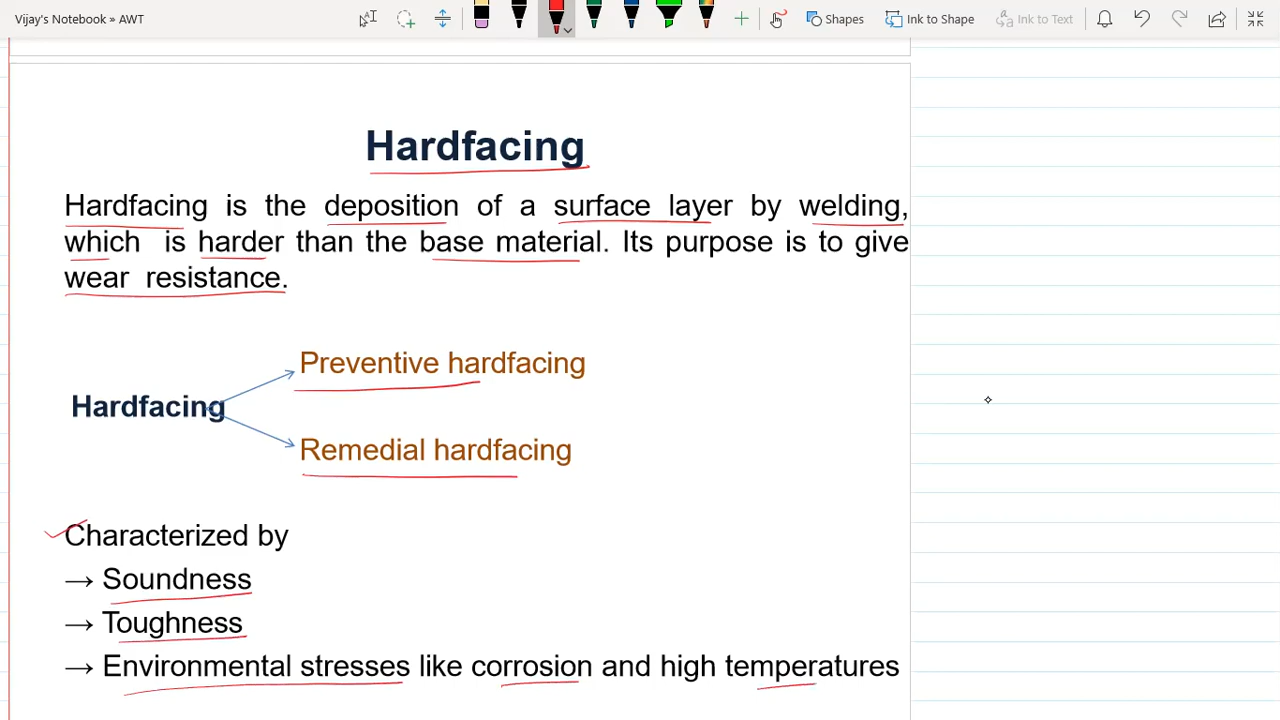 Vijay's Notebook » AWT
Shapes
Ink to Shape
Ink to Text
Hardfacing
Hardfacing is the deposition of a surface layer by welding,
which is harder than the base material. Its purpose is to give
wear resistance.
Preventive hardfacing
Hardfacing
Remedial hardfacing
Characterized by
→ Soundness
→ Toughness
→ Environmental stresses like corrosion and high temperatures